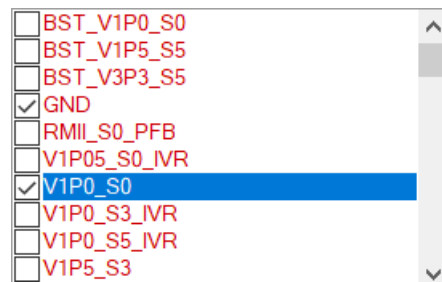 BST_V1P0_S0
BST_V1P5_S5
BST_V3P3_S5
GND
RMII_S0_PFB
V1P05_S0_IVR
V1P0_S0
V1P0_S3_IVR
V1P0_S5_IVR
V1P5_S3